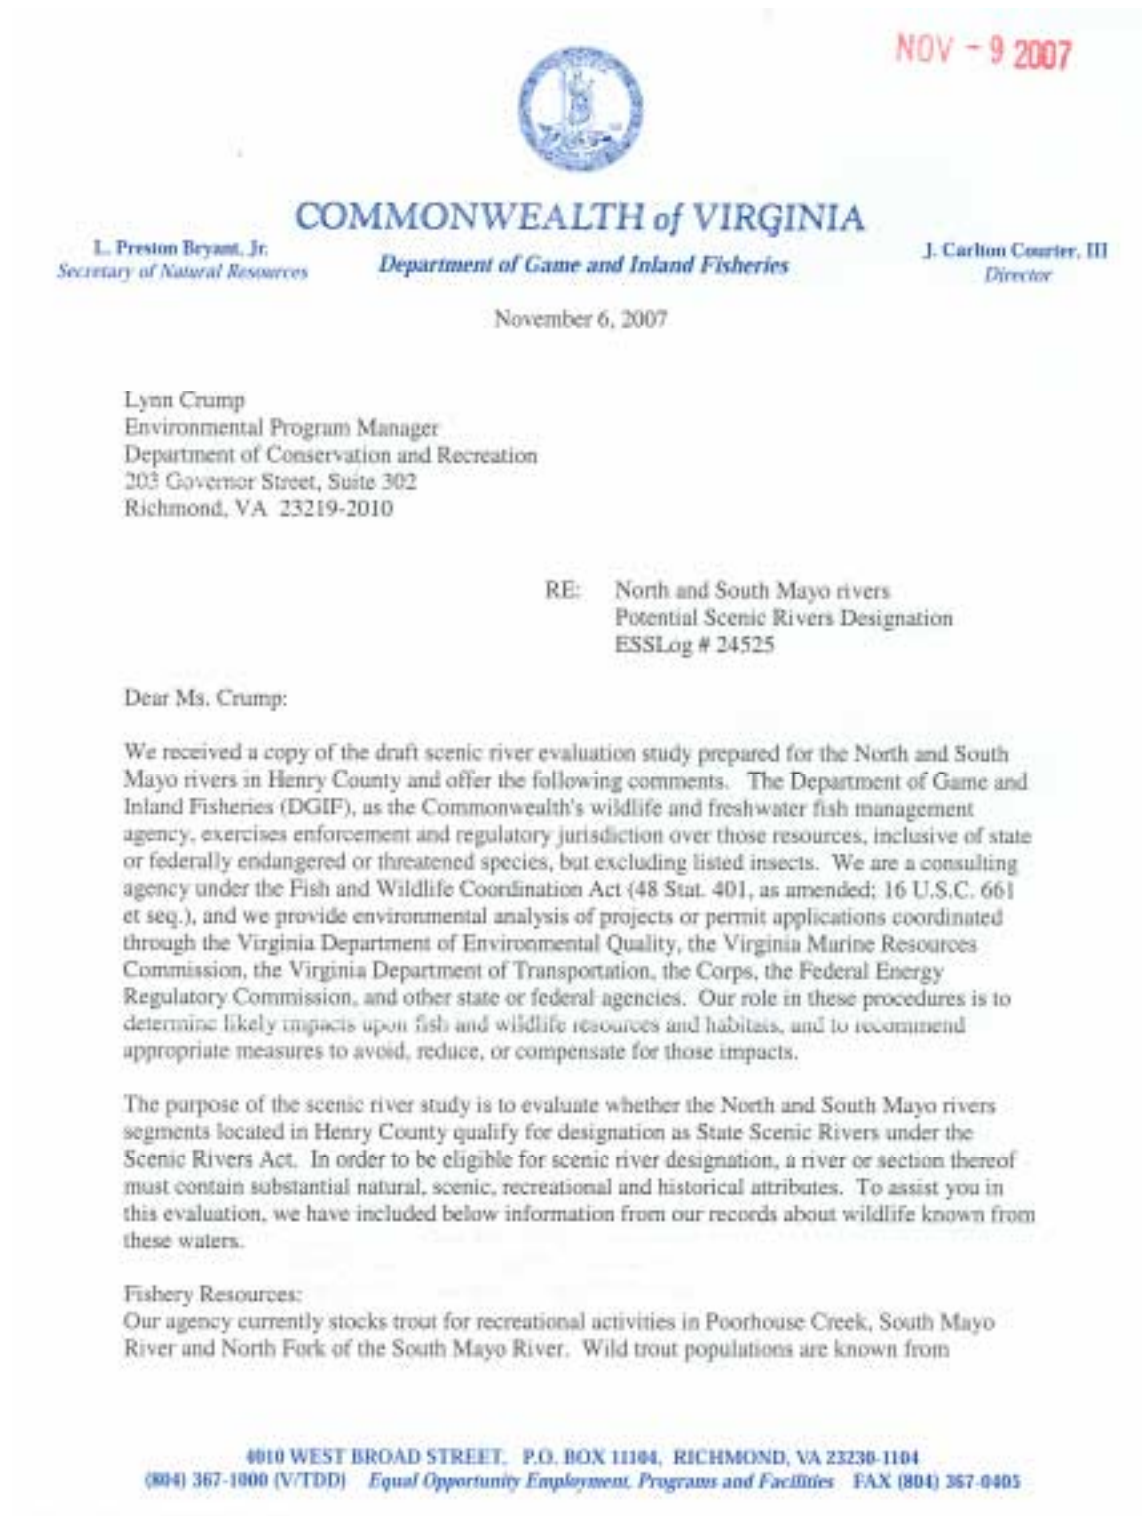 NOV - 9 2007
COMMONWEALTH of VIRGINIA
L. Preston Bryant, Jr.
Secretary of Natural Resources
Department of Game and Inland Fisheries
J. Carlton Courter, III
Director
November 6, 2007
Lynn Crump
Environmental Program Manager
Department of Conservation and Recreation
203 Governor Street, Suite 302
Richmond, VA 23219-2010
RE: North and South Mayo rivers
Potential Scenic Rivers Designation
ESSLog # 24525
Dear Ms. Crump:
We received a copy of the draft scenic river evaluation study prepared for the North and South
Mayo rivers in Henry County and offer the following comments. The Department of Game and
Inland Fisheries (DGIF), as the Commonwealth's wildlife and freshwater fish management
agency, exercises enforcement and regulatory jurisdiction over those resources, inclusive of state
or federally endangered or threatened species, but excluding listed insects. We are a consulting
agency under the Fish and Wildlife Coordination Act (48 Stat. 401, as amended; 16 U.S.C. 661
et seq.), and we provide environmental analysis of projects or permit applications coordinated
through the Virginia Department of Environmental Quality, the Virginia Marine Resources
Commission, the Virginia Department of Transportation, the Corps, the Federal Energy
Regulatory Commission, and other state or federal agencies. Our role in these procedures is to
determine likely impacts upon fish and wildlife resources and habitats, and to recommend
appropriate measures to avoid, reduce, or compensate for those impacts.
The purpose of the scenic river study is to evaluate whether the North and South Mayo rivers
segments located in Henry County qualify for designation as State Scenic Rivers under the
Scenic Rivers Act. In order to be eligible for scenic river designation, a river or section thereof
must contain substantial natural, scenic, recreational and historical attributes. To assist you in
this evaluation, we have included below information from our records about wildlife known from
these waters.
Fishery Resources:
Our agency currently stocks trout for recreational activities in Poorhouse Creek, South Mayo
River and North Fork of the South Mayo River. Wild trout populations are known from
4010 WEST BROAD STREET, P.O. BOX 11104, RICHMOND, VA 23230-1104
(804) 367-1000 (V/TDD) Equal Opportunity Employment, Programs and Facilities FAX (804) 367-0405